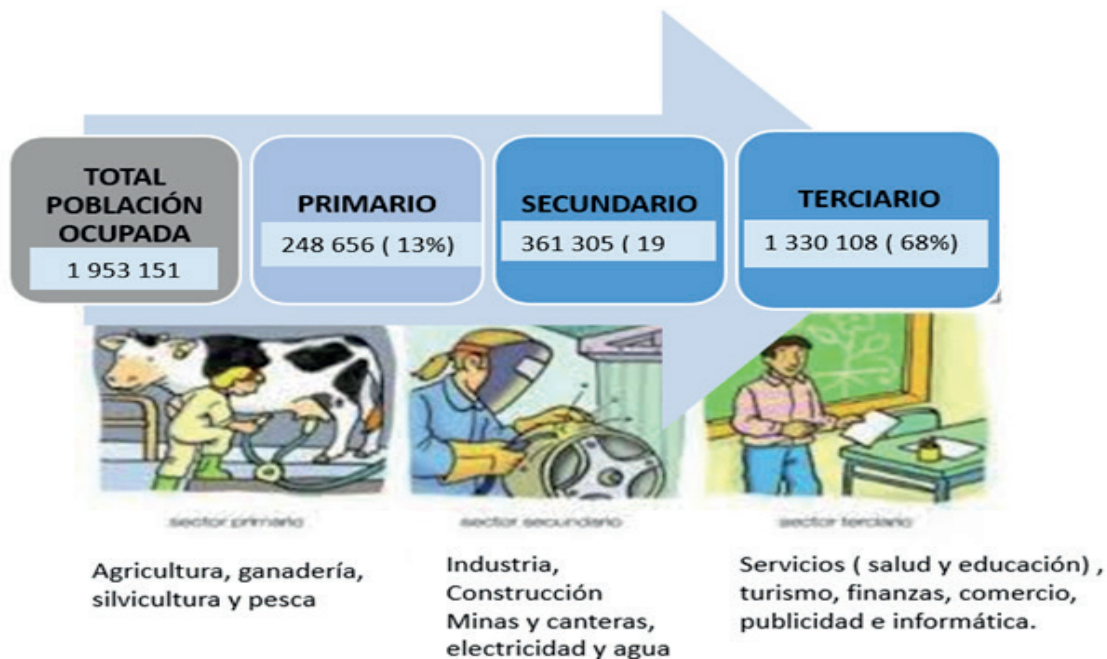 TOTAL
POBLACIÓN
OCUPADA
1 953 151
PRIMARIO
248 656 ( 13%)
SECUNDARIO
361 305 ( 19
TERCIARIO
1 330 108 ( 68%)
sector primario
sector secundario
sector terciario
Agricultura, ganadería,
silvicultura y pesca
Industria,
Construcción
Minas y canteras,
electricidad y agua
Servicios ( salud y educación) ,
turismo, finanzas, comercio,
publicidad e informática.